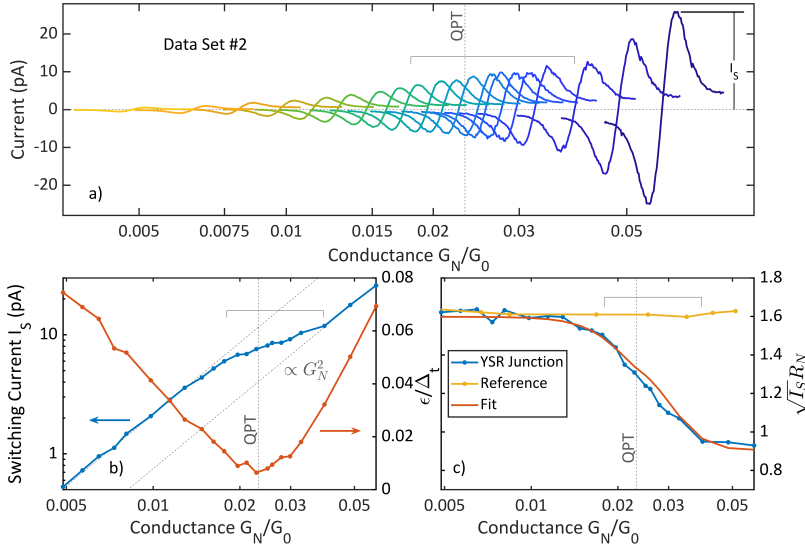 Data Set #2
QPT
I_S
Current (pA)
20
10
0
-10
-20
a)
0.005
0.0075
0.01
0.015
0.02
0.03
0.05
Conductance G_N/G_0
Switching Current I_S (pA)
10
1
b)
QPT
∝ G_N^2
0.08
0.06
0.04
0.02
0
ϵ/Δ_t
0.005
0.01
0.02
0.03
0.05
Conductance G_N/G_0
c)
YSR Junction
Reference
Fit
QPT
1.8
1.6
1.4
1.2
1
0.8
√I_S R_N
0.005
0.01
0.02
0.03
0.05
Conductance G_N/G_0